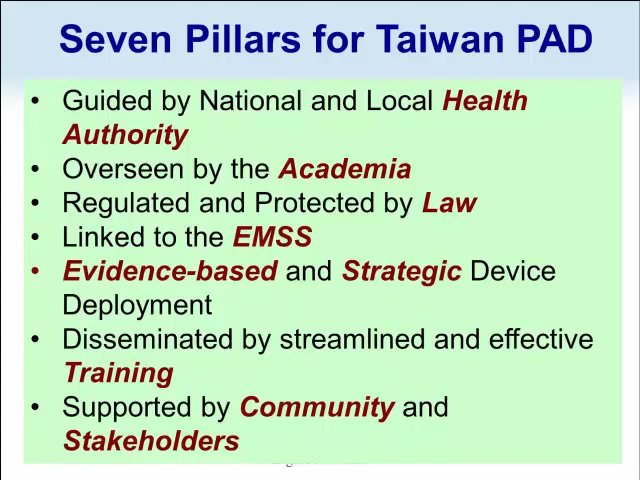 Seven Pillars for Taiwan PAD
• Guided by National and Local Health
Authority
• Overseen by the Academia
• Regulated and Protected by Law
• Linked to the EMSS
• Evidence-based and Strategic Device
Deployment
• Disseminated by streamlined and effective
Training
• Supported by Community and
Stakeholders